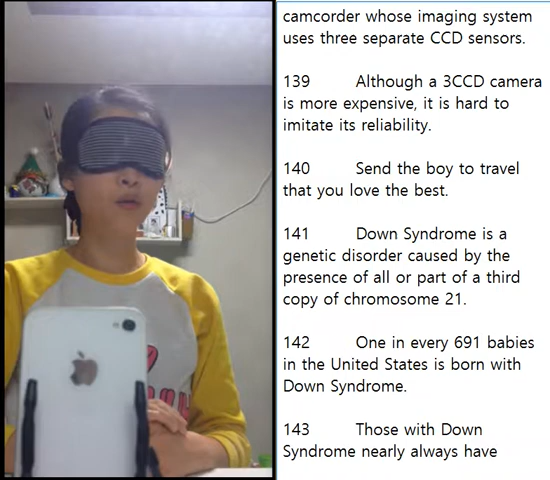 camcorder whose imaging system
uses three separate CCD sensors.
139 Although a 3CCD camera
is more expensive, it is hard to
imitate its reliability.
140 Send the boy to travel
that you love the best.
141 Down Syndrome is a
genetic disorder caused by the
presence of all or part of a third
copy of chromosome 21.
142 One in every 691 babies
in the United States is born with
Down Syndrome.
143 Those with Down
Syndrome nearly always have